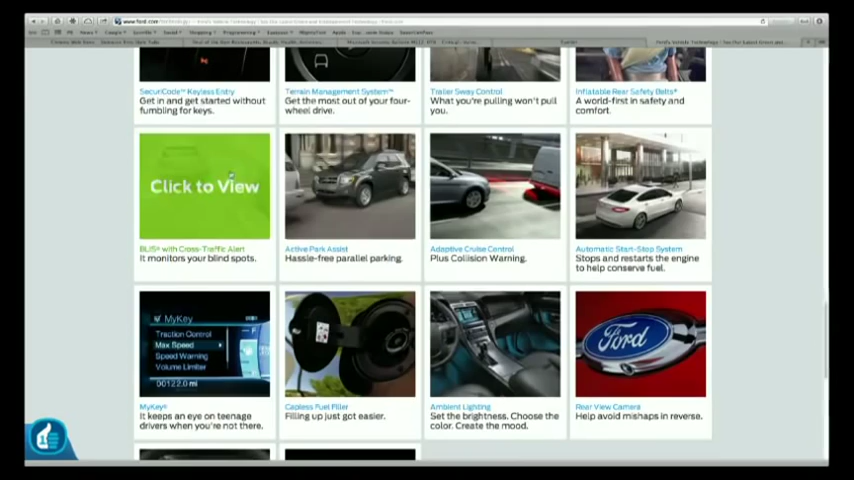 www.ford.com/technology/
SecuriCode™ Keyless Entry
Get in and get started without
fumbling for keys.
Terrain Management System™
Get the most out of your four-
wheel drive.
Trailer Sway Control
What you're pulling won't pull
you.
Inflatable Rear Safety Belts®
A world-first in safety and
comfort.
Click to View
BLIS® with Cross-Traffic Alert
It monitors your blind spots.
Active Park Assist
Hassle-free parallel parking.
Adaptive Cruise Control
Plus Collision Warning.
Automatic Start-Stop System
Stops and restarts the engine
to help conserve fuel.
MyKey
Traction Control
Max Speed
Speed Warning
Volume Limiter
00122.0 mi
Ford
MyKey®
It keeps an eye on teenage
drivers when you're not there.
Capless Fuel Filler
Filling up just got easier.
Ambient Lighting
Set the brightness. Choose the
color. Create the mood.
Rear View Camera
Help avoid mishaps in reverse.